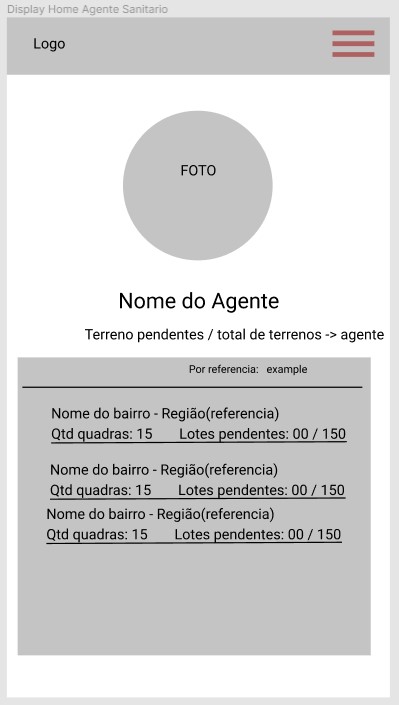 Display Home Agente Sanitario
Logo
FOTO
Nome do Agente
Terreno pendentes / total de terrenos -> agente
Por referencia: example
Nome do bairro - Região(referencia)
Qtd quadras: 15 Lotes pendentes: 00 / 150
Nome do bairro - Região(referencia)
Qtd quadras: 15 Lotes pendentes: 00 / 150
Nome do bairro - Região(referencia)
Qtd quadras: 15 Lotes pendentes: 00 / 150